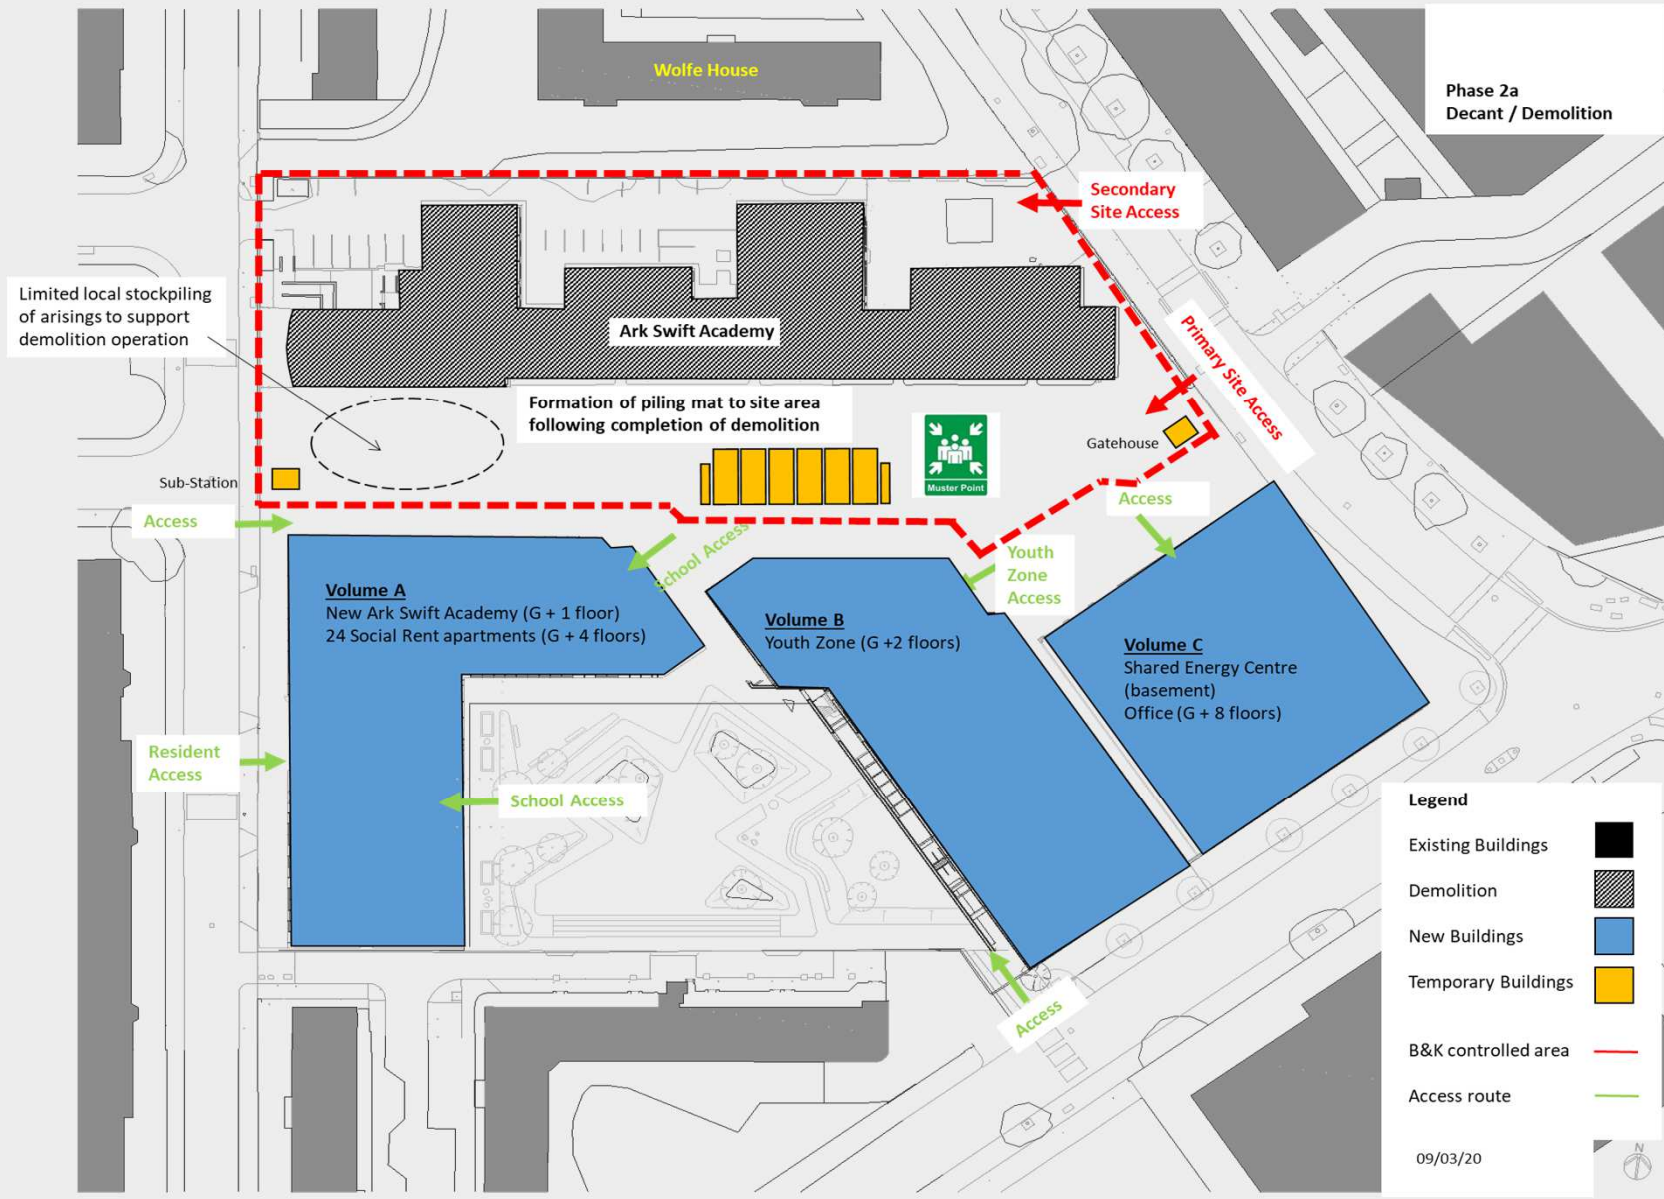 Wolfe House
Phase 2a
Decant / Demolition
Secondary
Site Access
Limited local stockpiling
of arisings to support
demolition operation
Ark Swift Academy
Primary Site Access
Formation of piling mat to site area
following completion of demolition
Gatehouse
Muster Point
Sub-Station
Access
Access
School Access
Youth
Zone
Access
Volume A
New Ark Swift Academy (G + 1 floor)
24 Social Rent apartments (G + 4 floors)
Volume B
Youth Zone (G +2 floors)
Volume C
Shared Energy Centre
(basement)
Office (G + 8 floors)
Resident
Access
School Access
Access
Legend
Existing Buildings
Demolition
New Buildings
Temporary Buildings
B&K controlled area
Access route
09/03/20
N